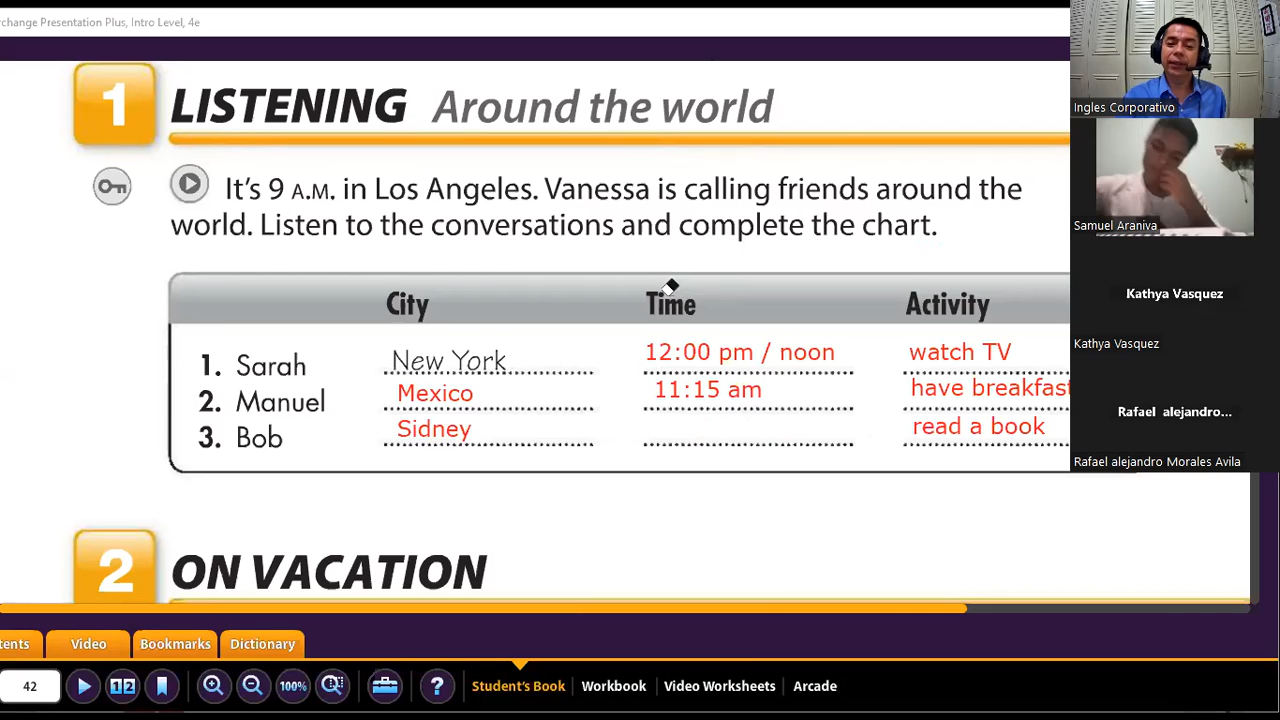 rchange Presentation Plus, Intro Level, 4e
1 LISTENING Around the world
It's 9 A.M. in Los Angeles. Vanessa is calling friends around the
world. Listen to the conversations and complete the chart.
City Time Activity
1. Sarah New York 12:00 pm / noon watch TV
2. Manuel Mexico 11:15 am have breakfast
3. Bob Sidney read a book
2 ON VACATION
Ingles Corporativo
Samuel Araniva
Kathya Vasquez
Kathya Vasquez
Rafael alejandro...
Rafael alejandro Morales Avila
tents Video Bookmarks Dictionary
42 12 100% ? Student's Book Workbook Video Worksheets Arcade